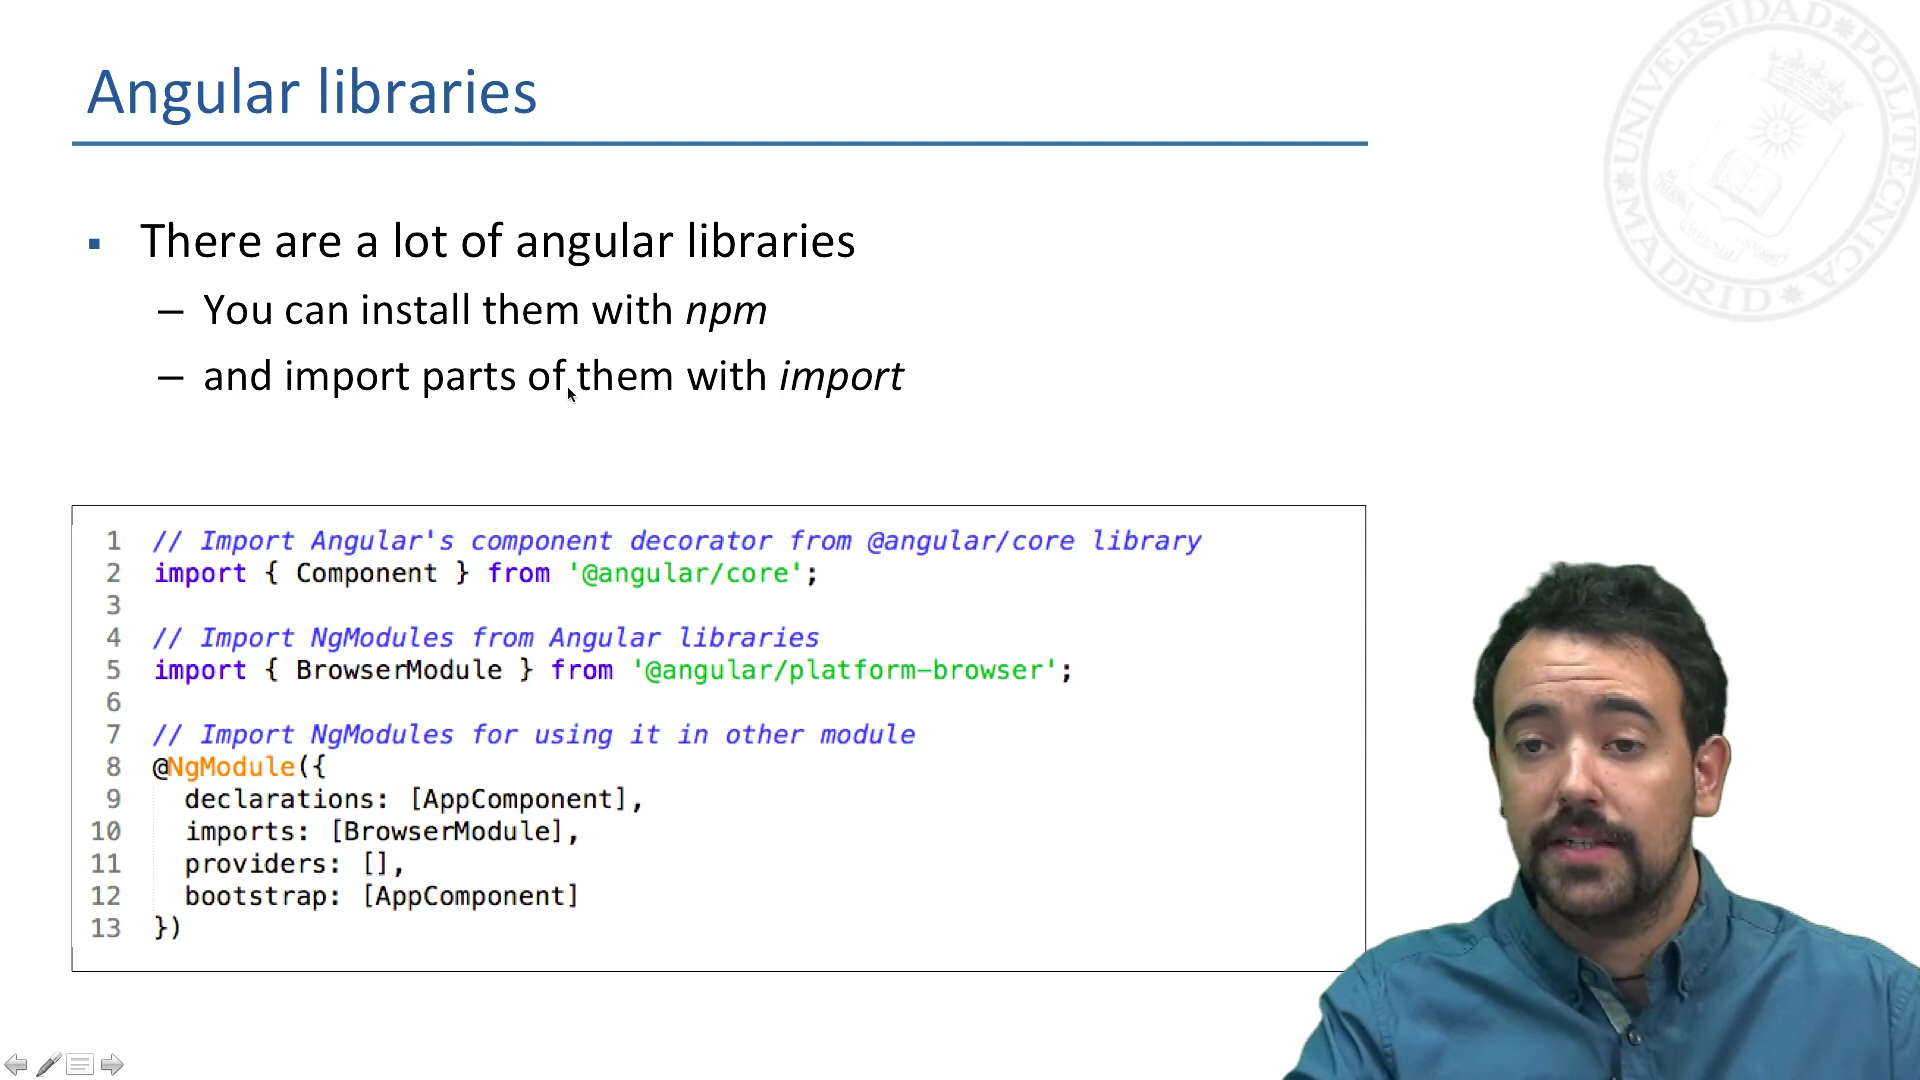 Angular libraries
UNIVERSIDAD POLITECNICA
MADRID
▪ There are a lot of angular libraries
– You can install them with npm
– and import parts of them with import
1 // Import Angular's component decorator from @angular/core library
2 import { Component } from '@angular/core';
3
4 // Import NgModules from Angular libraries
5 import { BrowserModule } from '@angular/platform-browser';
6
7 // Import NgModules for using it in other module
8 @NgModule({
9 declarations: [AppComponent],
10 imports: [BrowserModule],
11 providers: [],
12 bootstrap: [AppComponent]
13 })